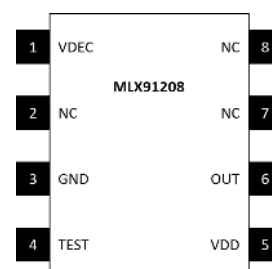 1 VDEC NC 8
MLX91208
2 NC NC 7
3 GND OUT 6
4 TEST VDD 5